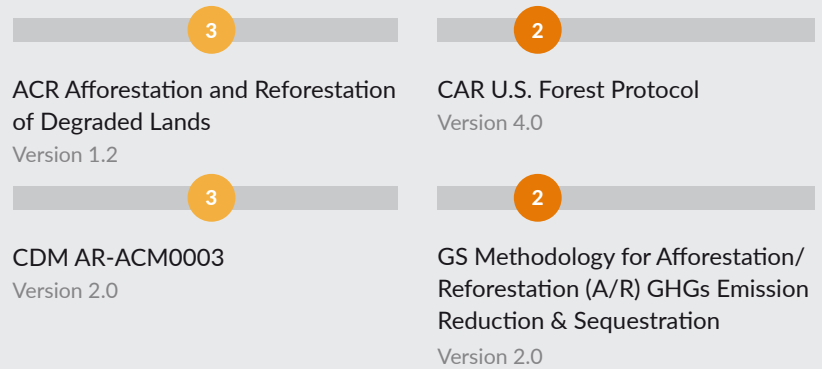 3
ACR Afforestation and Reforestation
of Degraded Lands
Version 1.2
2
CAR U.S. Forest Protocol
Version 4.0
3
CDM AR-ACM0003
Version 2.0
2
GS Methodology for Afforestation/
Reforestation (A/R) GHGs Emission
Reduction & Sequestration
Version 2.0